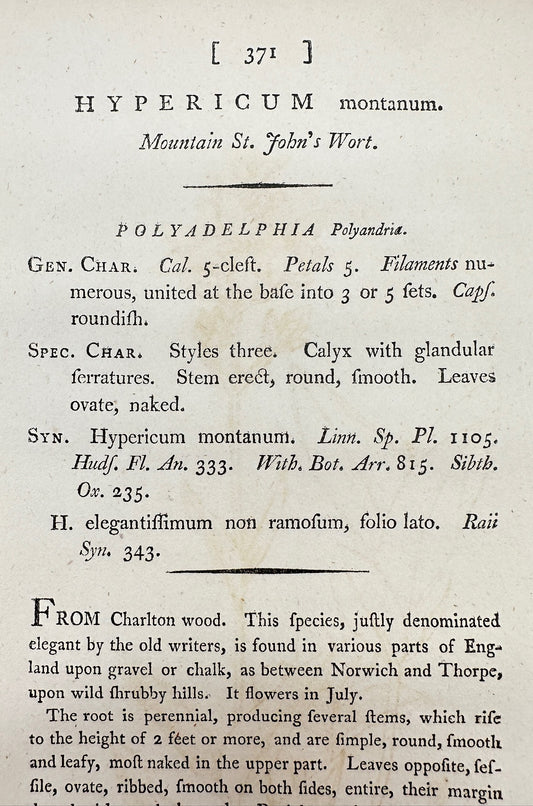 [ 371 ]
HYPERICUM montanum.
Mountain St. John's Wort.
POLYADELPHIA Polyandria.
GEN. CHAR. Cal. 5-cleft. Petals 5. Filaments nu-
merous, united at the baſe into 3 or 5 ſets. Capſ.
roundiſh.
SPEC. CHAR. Styles three. Calyx with glandular
ſerratures. Stem erect, round, ſmooth. Leaves
ovate, naked.
SYN. Hypericum montanum. Linn. Sp. Pl. 1105.
Hudſ. Fl. An. 333. With. Bot. Arr. 815. Sibth.
Ox. 235.
H. elegantiſſimum non ramoſum, folio lato. Raii
Syn. 343.
FROM Charlton wood. This ſpecies, juſtly denominated
elegant by the old writers, is found in various parts of Eng-
land upon gravel or chalk, as between Norwich and Thorpe,
upon wild ſhrubby hills. It flowers in July.
The root is perennial, producing ſeveral ſtems, which riſe
to the height of 2 feet or more, and are ſimple, round, ſmooth
and leafy, moſt naked in the upper part. Leaves oppoſite, ſeſ-
ſile, ovate, ribbed, ſmooth on both ſides, entire, their margin